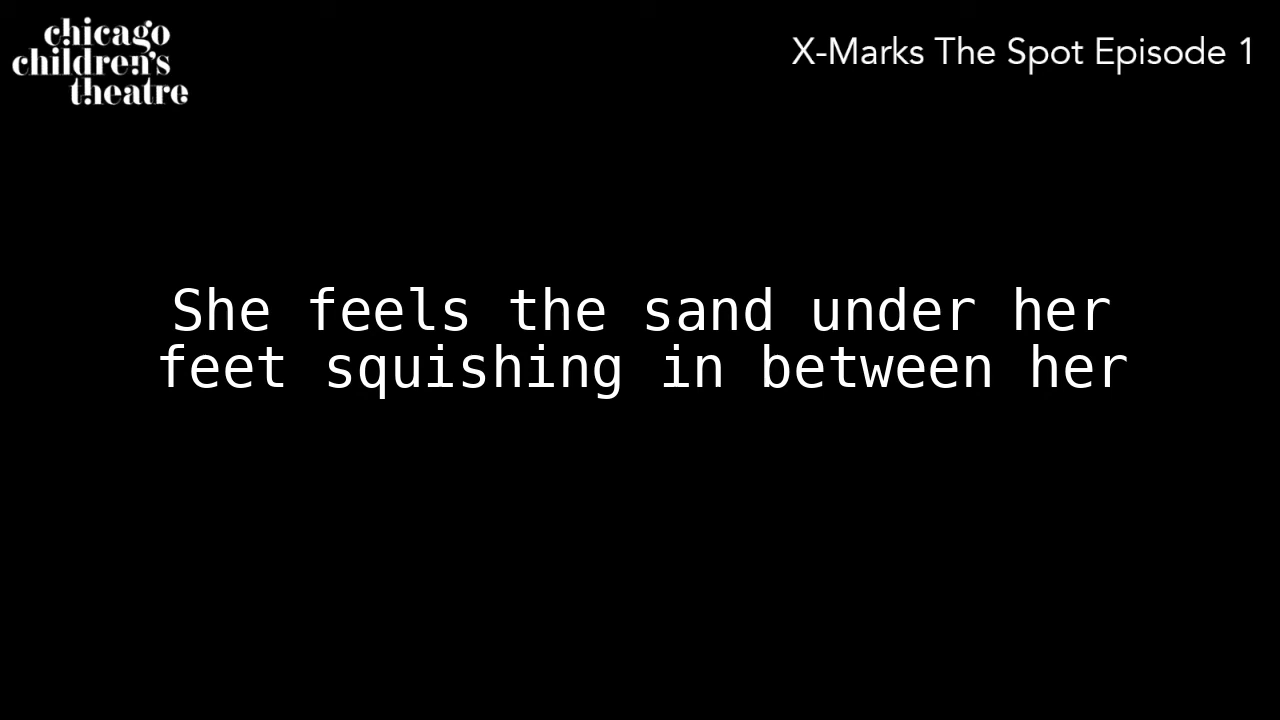 chicago
children's
theatre
X-Marks The Spot Episode 1
She feels the sand under her
feet squishing in between her